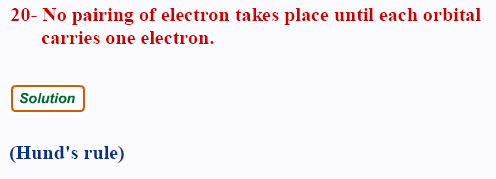 20- No pairing of electron takes place until each orbital
carries one electron.
Solution
(Hund's rule)